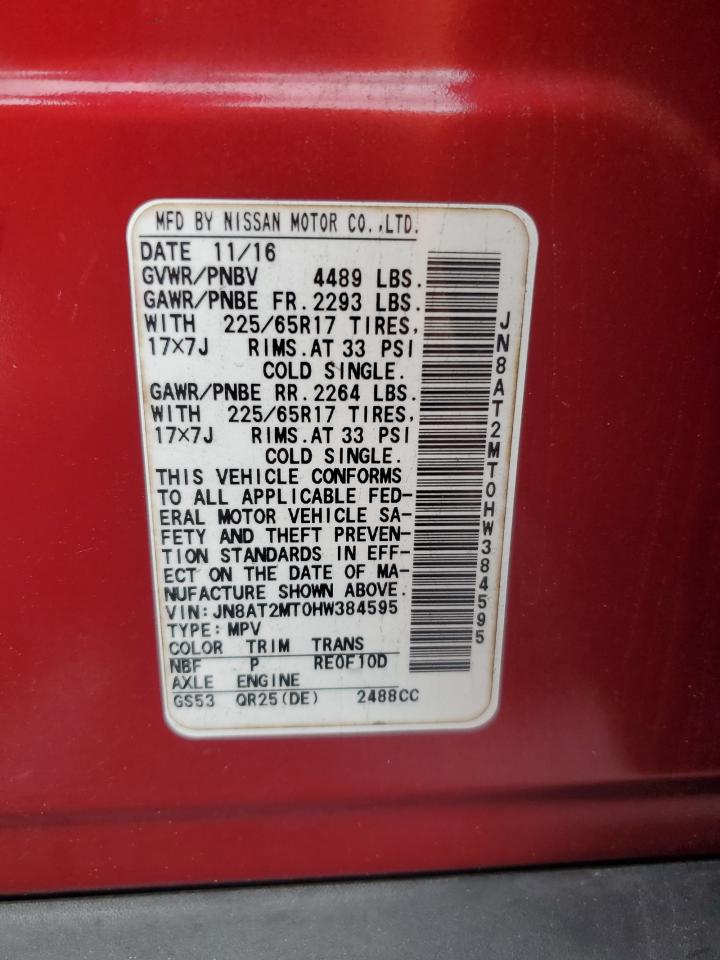 MFD BY NISSAN MOTOR CO.,LTD.
DATE 11/16
GVWR/PNBV 4489 LBS.
GAWR/PNBE FR.2293 LBS.
WITH 225/65R17 TIRES,
17×7J RIMS.AT 33 PSI
COLD SINGLE.
GAWR/PNBE RR.2264 LBS.
WITH 225/65R17 TIRES,
17×7J RIMS.AT 33 PSI
COLD SINGLE.
THIS VEHICLE CONFORMS
TO ALL APPLICABLE FED-
ERAL MOTOR VEHICLE SA-
FETY AND THEFT PREVEN-
TION STANDARDS IN EFF-
ECT ON THE DATE OF MA-
NUFACTURE SHOWN ABOVE.
VIN:JN8AT2MT0HW384595
TYPE:MPV
COLOR TRIM TRANS
NBF P RE0F10D
AXLE ENGINE
GS53 QR25(DE) 2488CC
JN8AT2MT0HW384595